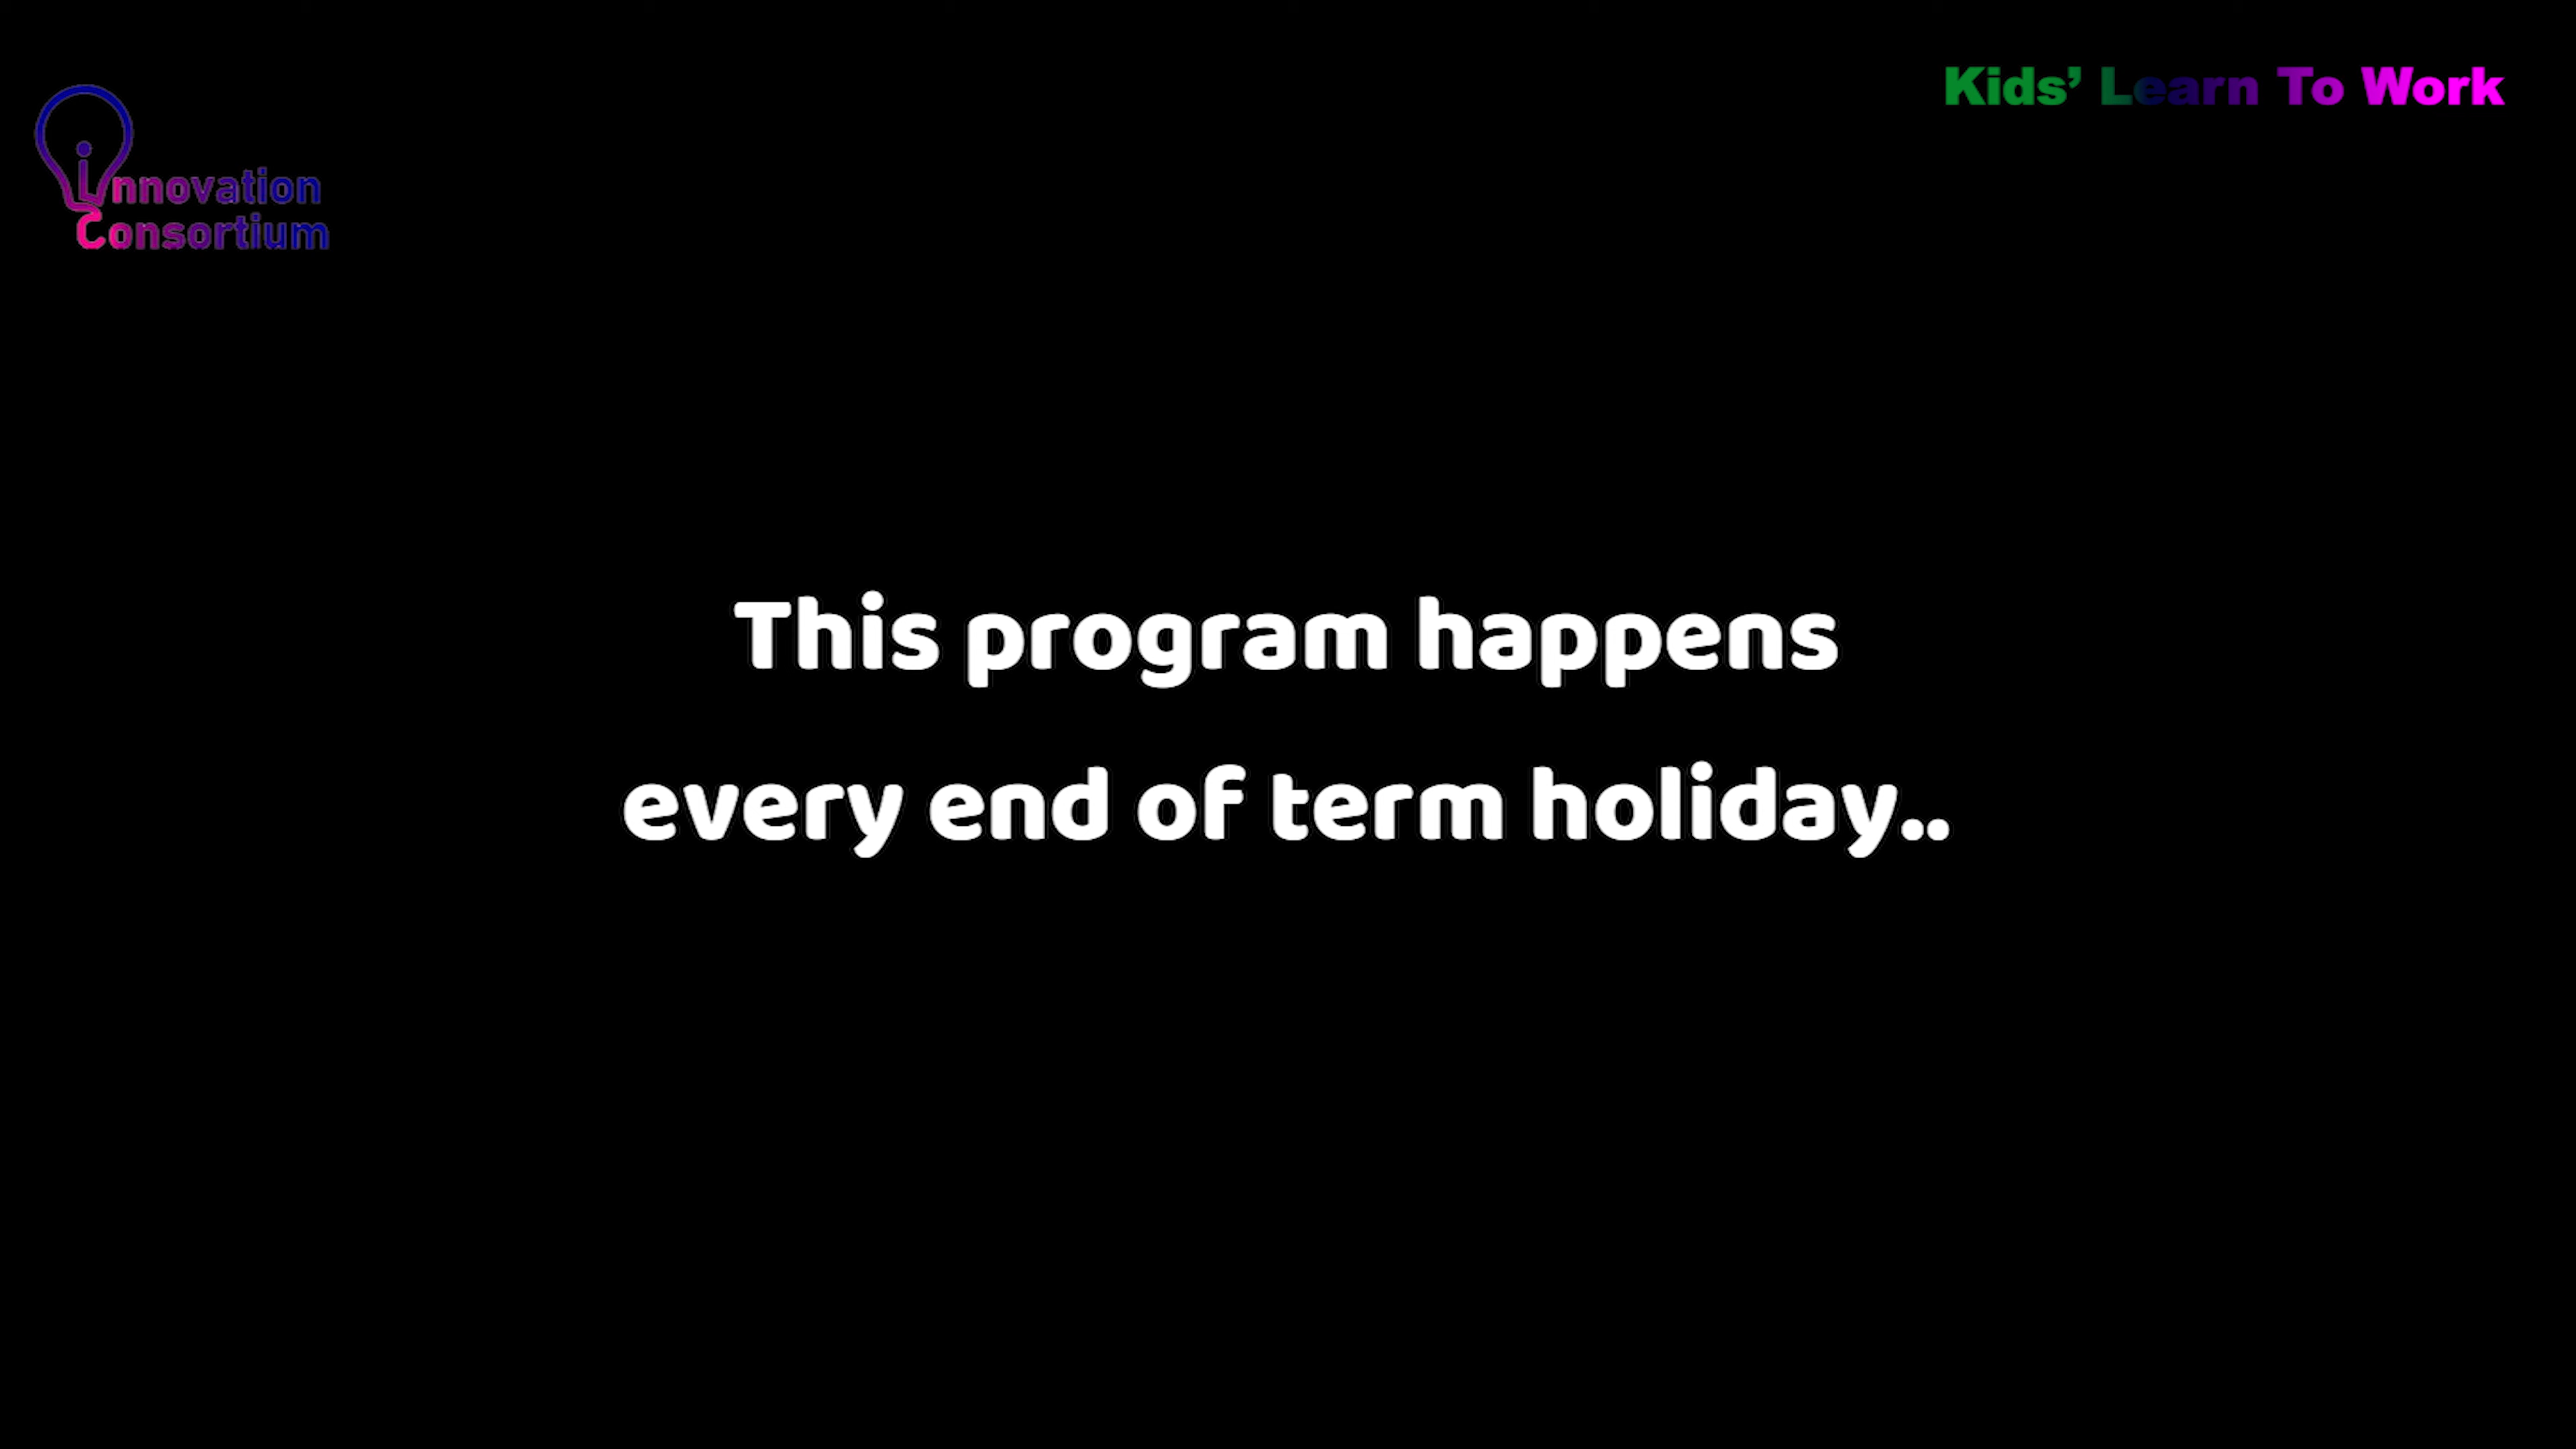 Kids’ Learn To Work
innovation
Consortium
This program happens
every end of term holiday..